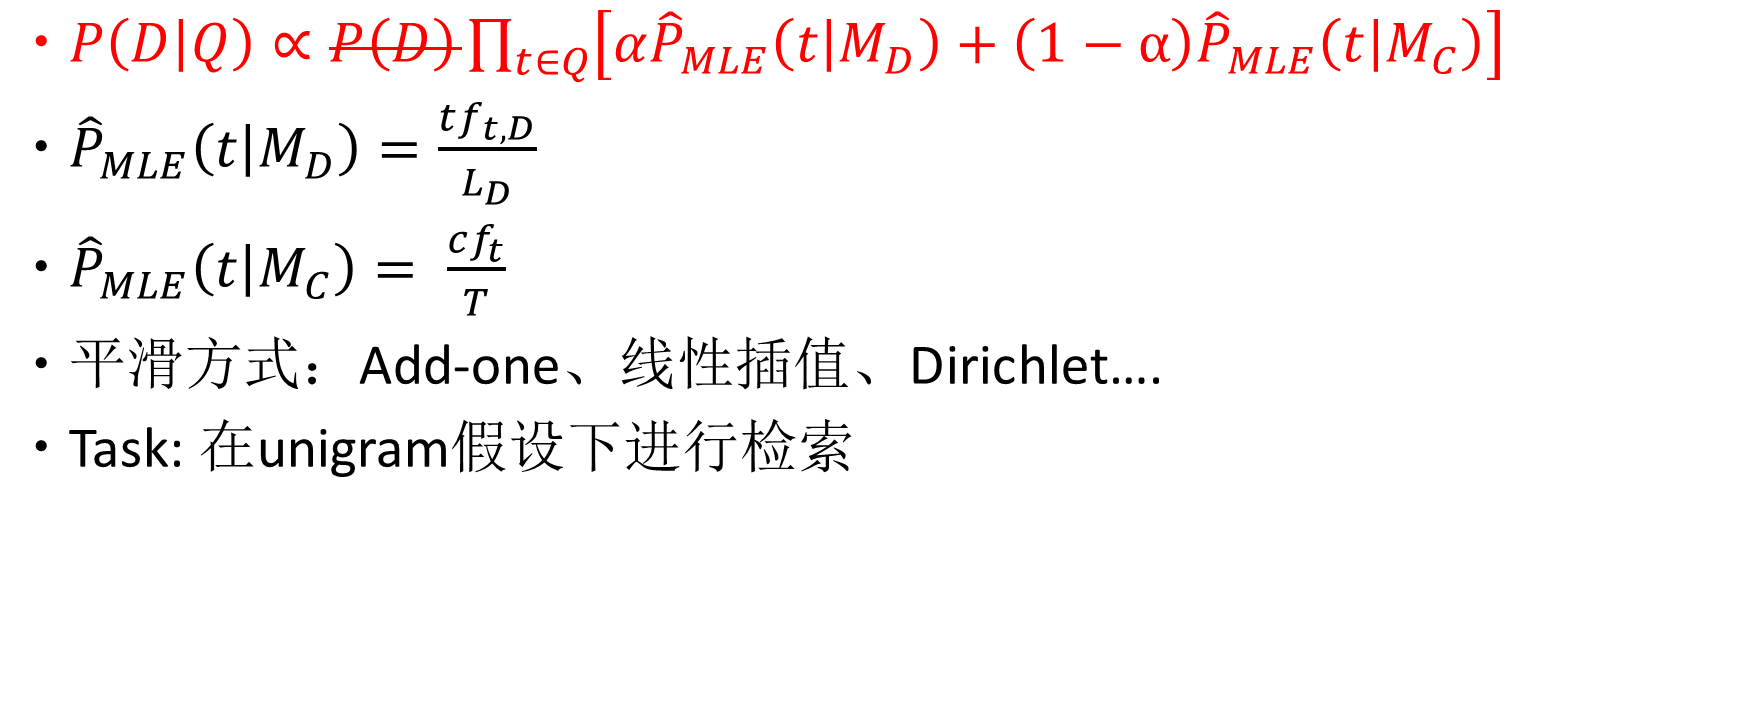 • P(D|Q) ∝ P(D) ∏_{t∈Q} [αP̂_{MLE}(t|M_D) + (1 − α)P̂_{MLE}(t|M_C)]
• P̂_{MLE}(t|M_D) = \frac{tf_{t,D}}{L_D}
• P̂_{MLE}(t|M_C) = \frac{cf_t}{T}
• 平滑方式：Add-one、线性插值、Dirichlet….
• Task: 在unigram假设下进行检索